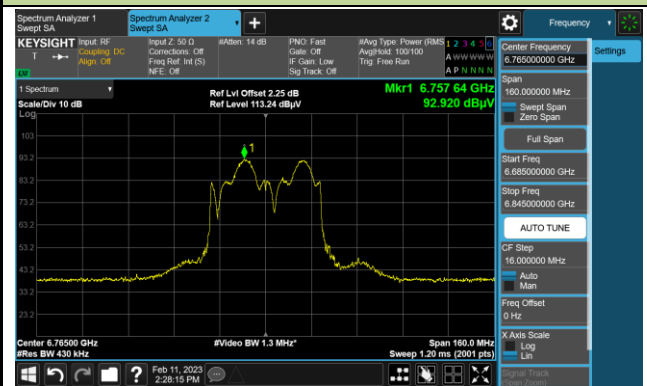 Spectrum Analyzer 1
Swept SA
Spectrum Analyzer 2
Swept SA
+
Frequency
KEYSIGHT
T
LXI
Input: RF
Coupling: DC
Align: Off
Input Z: 50 Ω
Corrections: Off
Freq Ref: Int (S)
NFE: Off
#Atten: 14 dB
PNO: Fast
Gate: Off
IF Gain: Low
Sig Track: Off
#Avg Type: Power (RMS
Avg|Hold: 100/100
Trig: Free Run
1 2 3 4 5 6
A W W W W W
A P N N N N
Center Frequency
6.765000000 GHz
Settings
Span
160.000000 MHz
Swept Span
Zero Span
Full Span
Start Freq
6.685000000 GHz
Stop Freq
6.845000000 GHz
AUTO TUNE
CF Step
16.000000 MHz
Auto
Man
Freq Offset
0 Hz
X Axis Scale
Log
Lin
Signal Track
(Span Zoom)
1 Spectrum
Scale/Div 10 dB
Log
Ref Lvl Offset 2.25 dB
Ref Level 113.24 dBµV
Mkr1 6.757 64 GHz
92.920 dBµV
1
103
93.2
83.2
73.2
63.2
53.2
43.2
33.2
23.2
Center 6.76500 GHz
#Res BW 430 kHz
#Video BW 1.3 MHz*
Span 160.0 MHz
Sweep 1.20 ms (2001 pts)
?
Feb 11, 2023
2:28:15 PM